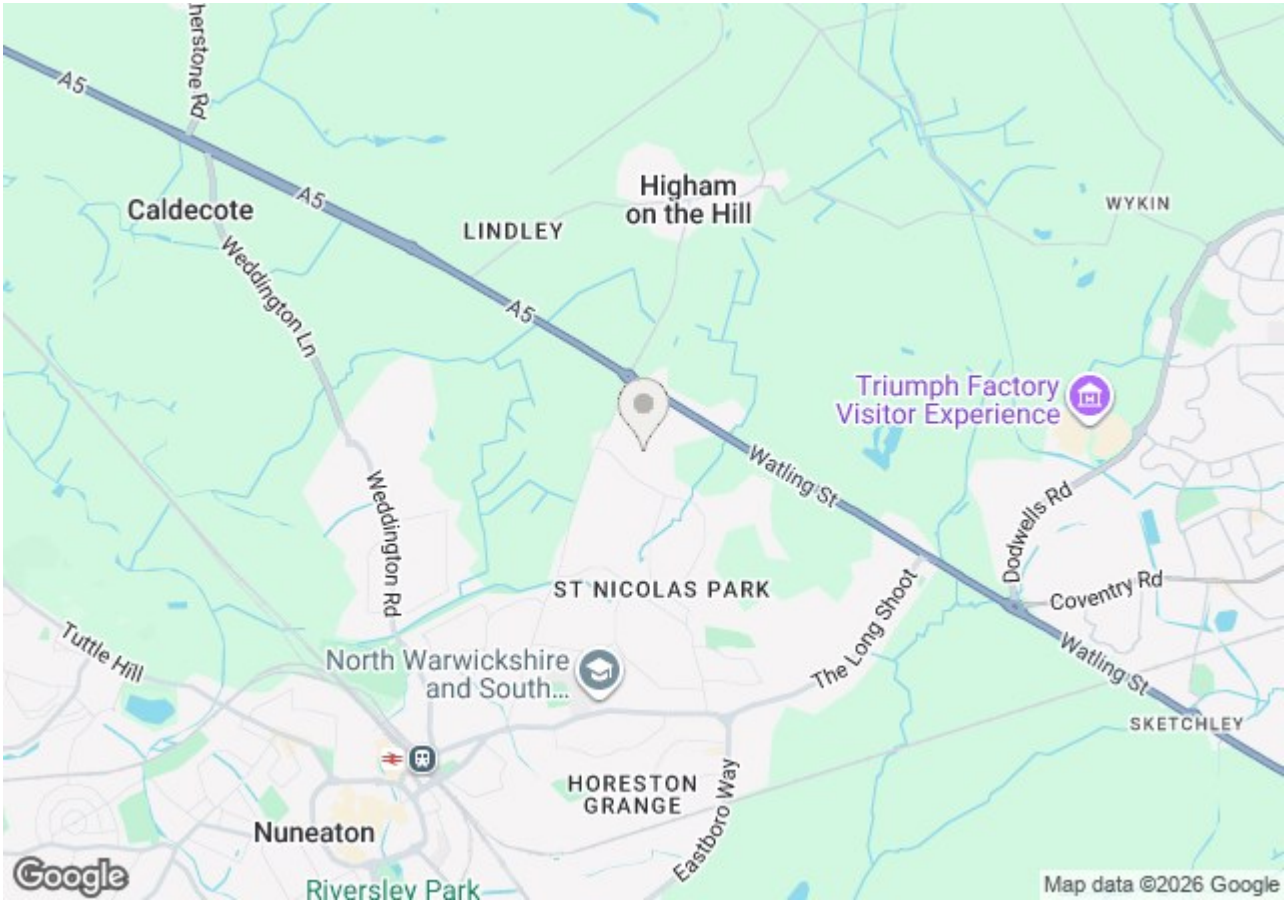 therstone Rd
A5
A5
A5
Caldecote
LINDLEY
Higham
on the Hill
WYKIN
Weddington Ln
Triumph Factory
Visitor Experience
Watling St
Weddington Rd
Dodwells Rd
Coventry Rd
ST NICOLAS PARK
The Long Shoot
Watling St
Tuttle Hill
North Warwickshire
and South...
SKETCHLEY
HORESTON
GRANGE
Eastboro Way
Nuneaton
Riversley Park
Google
Map data ©2026 Google